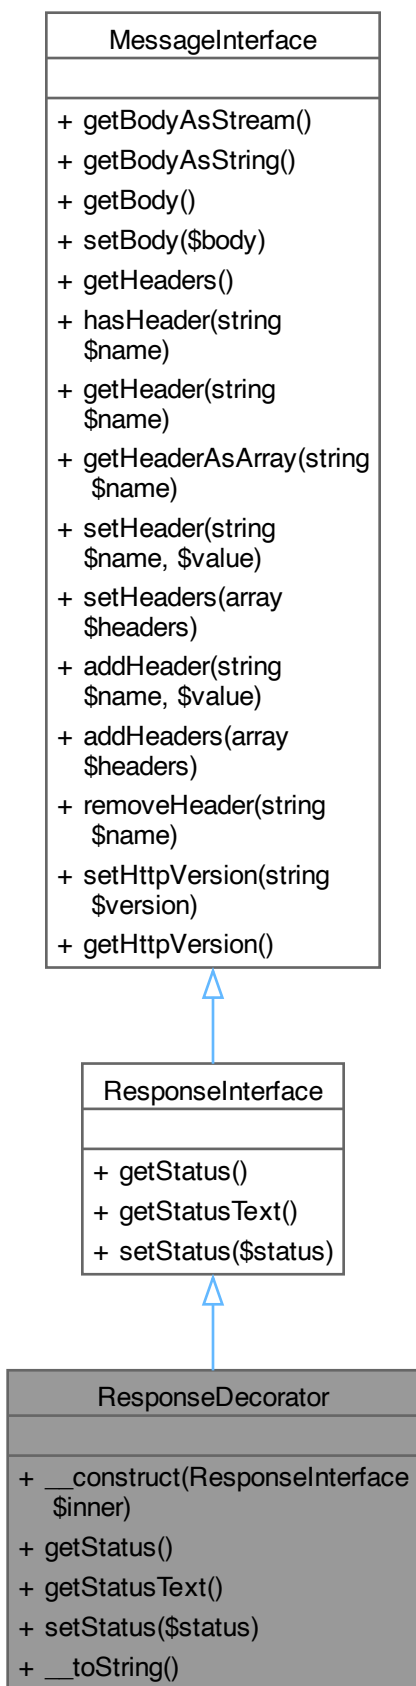 MessageInterface
+ getBodyAsStream()
+ getBodyAsString()
+ getBody()
+ setBody($body)
+ getHeaders()
+ hasHeader(string
$name)
+ getHeader(string
$name)
+ getHeaderAsArray(string
$name)
+ setHeader(string
$name, $value)
+ setHeaders(array
$headers)
+ addHeader(string
$name, $value)
+ addHeaders(array
$headers)
+ removeHeader(string
$name)
+ setHttpVersion(string
$version)
+ getHttpVersion()
ResponseInterface
+ getStatus()
+ getStatusText()
+ setStatus($status)
ResponseDecorator
+ __construct(ResponseInterface
$inner)
+ getStatus()
+ getStatusText()
+ setStatus($status)
+ __toString()